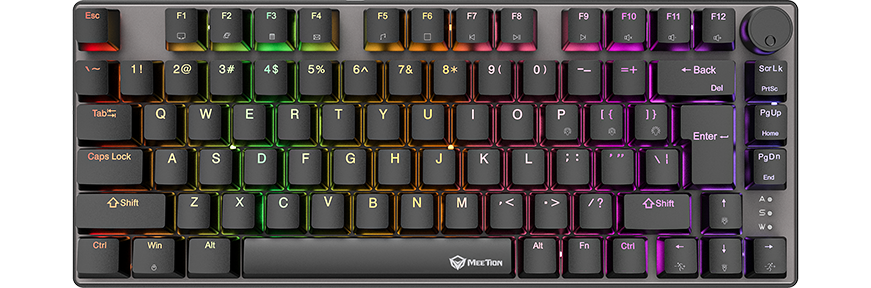 Esc F1 F2 F3 F4 F5 F6 F7 F8 F9 F10 F11 F12
\ ~ 1! 2@ 3# 4$ 5% 6^ 7& 8* 9( 0) –_ =+ ←Back Del ScrLk PrtSc
Tab Q W E R T Y U I O P [{ ]} Enter← PgUp Home
Caps Lock A S D F G H J K L ;: '" \| PgDn End
⇧Shift Z X C V B N M ,< .> /? ⇧Shift ↑ A S W
Ctrl Win Alt MEETION Alt Fn Ctrl ← ↓ →